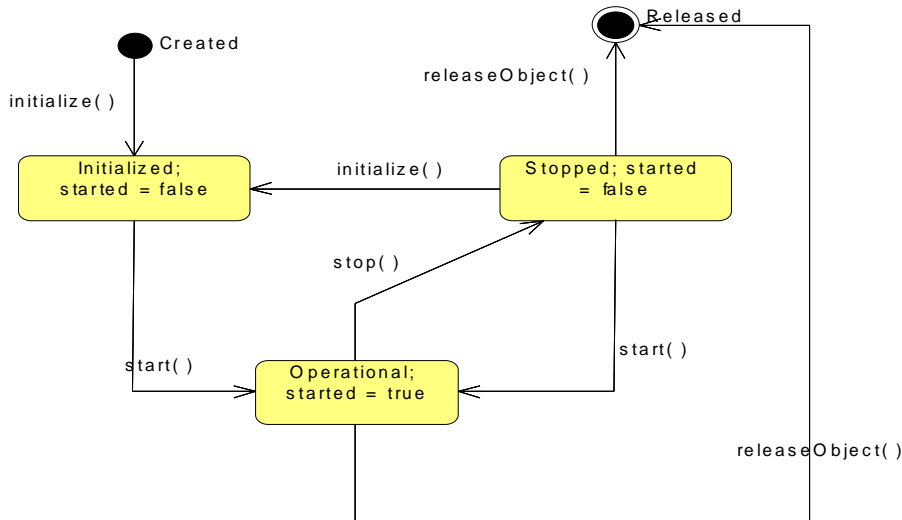 Released
Created
releaseObject( )
initialize( )
Initialized;
started = false
initialize( )
Stopped; started
= false
stop( )
start( )
start( )
Operational;
started = true
releaseObject( )